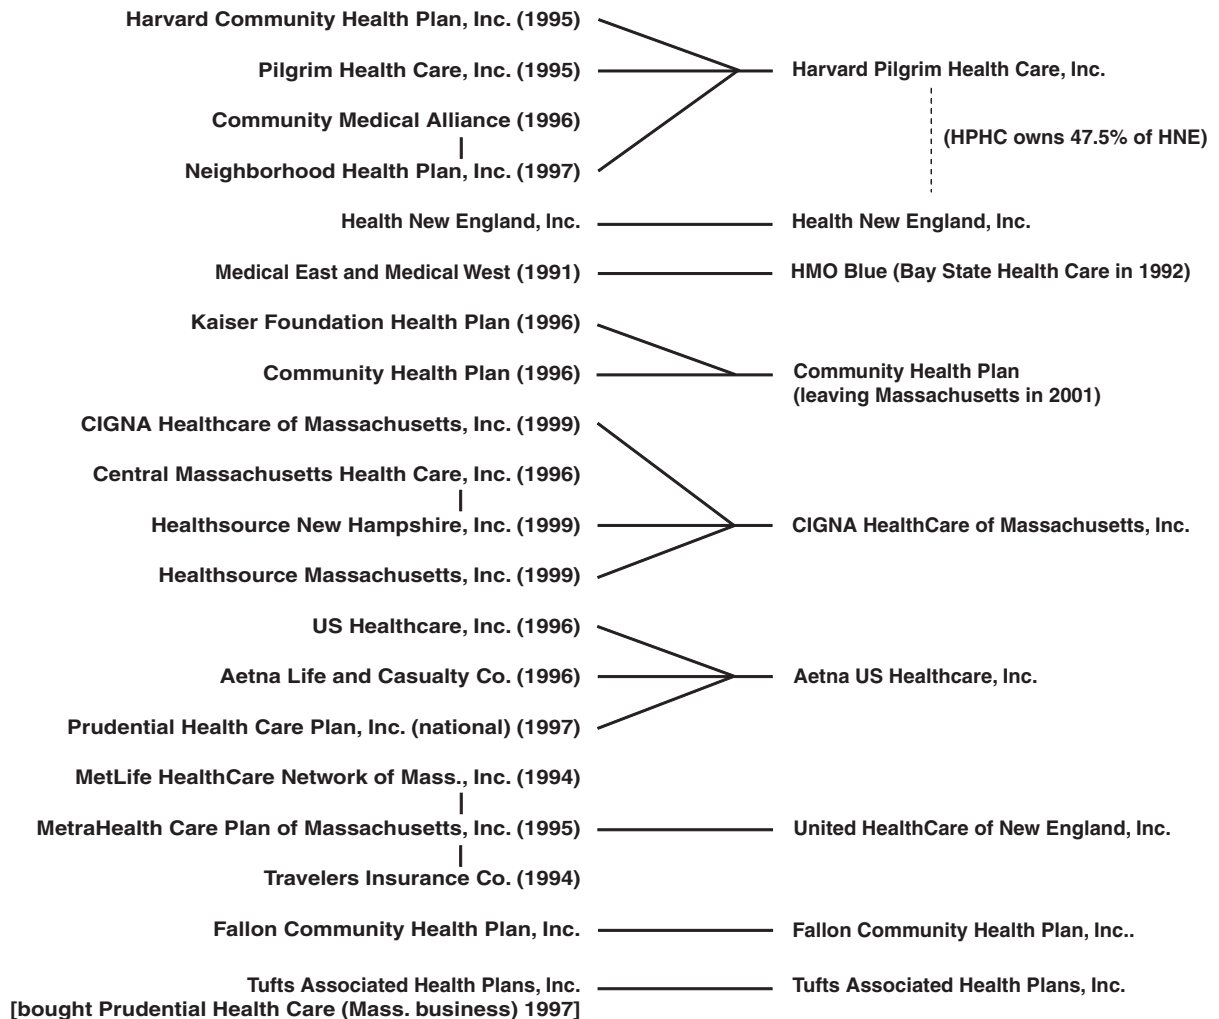 Harvard Community Health Plan, Inc. (1995)
Pilgrim Health Care, Inc. (1995)
Harvard Pilgrim Health Care, Inc.
Community Medical Alliance (1996)
(HPHC owns 47.5% of HNE)
Neighborhood Health Plan, Inc. (1997)
Health New England, Inc.
Health New England, Inc.
Medical East and Medical West (1991)
HMO Blue (Bay State Health Care in 1992)
Kaiser Foundation Health Plan (1996)
Community Health Plan (1996)
Community Health Plan
(leaving Massachusetts in 2001)
CIGNA Healthcare of Massachusetts, Inc. (1999)
Central Massachusetts Health Care, Inc. (1996)
Healthsource New Hampshire, Inc. (1999)
CIGNA HealthCare of Massachusetts, Inc.
Healthsource Massachusetts, Inc. (1999)
US Healthcare, Inc. (1996)
Aetna Life and Casualty Co. (1996)
Aetna US Healthcare, Inc.
Prudential Health Care Plan, Inc. (national) (1997)
MetLife HealthCare Network of Mass., Inc. (1994)
MetraHealth Care Plan of Massachusetts, Inc. (1995)
United HealthCare of New England, Inc.
Travelers Insurance Co. (1994)
Fallon Community Health Plan, Inc.
Fallon Community Health Plan, Inc..
Tufts Associated Health Plans, Inc.
Tufts Associated Health Plans, Inc.
[bought Prudential Health Care (Mass. business) 1997]